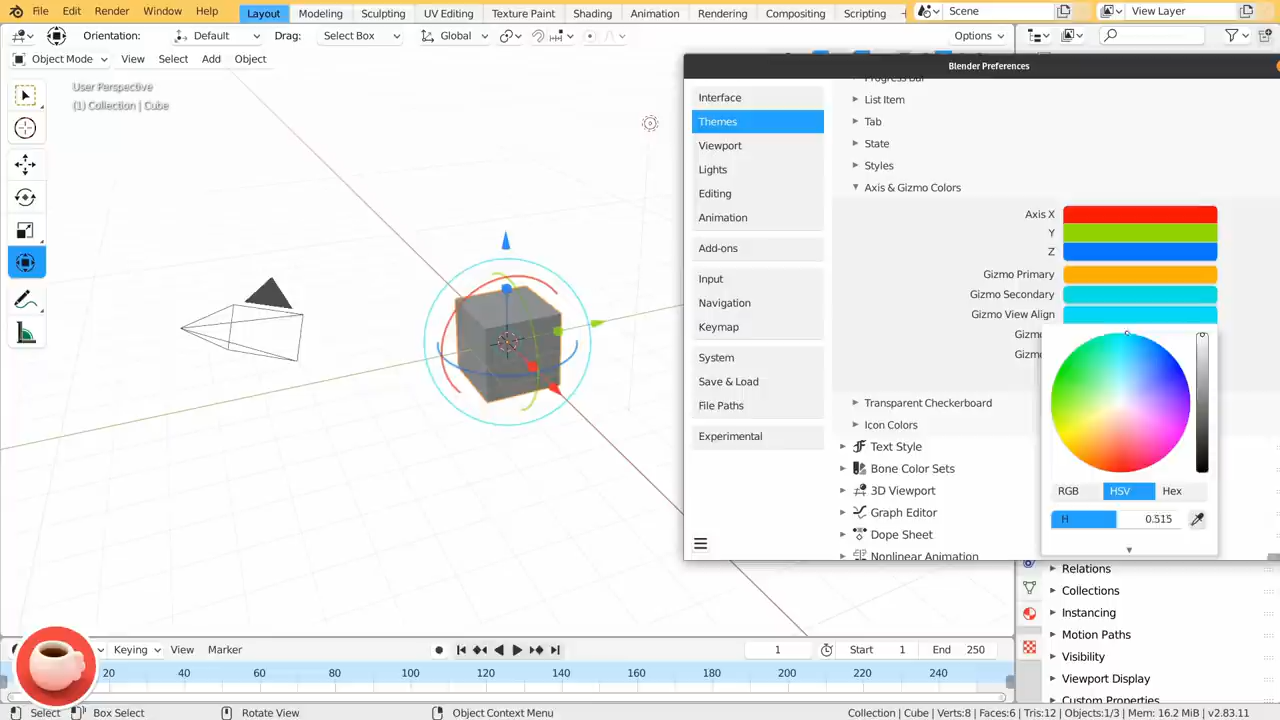 File Edit Render Window Help Layout Modeling Sculpting UV Editing Texture Paint Shading Animation Rendering Compositing Scripting + Scene View Layer
Orientation: Default Drag: Select Box Global Options
Object Mode View Select Add Object
User Perspective
(1) Collection | Cube
Blender Preferences
Interface
Themes
Viewport
Lights
Editing
Animation
Add-ons
Input
Navigation
Keymap
System
Save & Load
File Paths
Experimental
Progress Bar
List Item
Tab
State
Styles
Axis & Gizmo Colors
Axis X
Y
Z
Gizmo Primary
Gizmo Secondary
Gizmo View Align
Gizmo
Gizmo
RGB HSV Hex
H 0.515
Transparent Checkerboard
Icon Colors
Text Style
Bone Color Sets
3D Viewport
Graph Editor
Dope Sheet
Nonlinear Animation
Relations
Collections
Instancing
Motion Paths
Visibility
Viewport Display
Custom Properties
Keying View Marker 1 Start 1 End 250
20 40 60 80 100 120 140 160 180 200 220 240
Select Box Select Rotate View Object Context Menu Collection | Cube | Verts:8 | Faces:6 | Tris:12 | Objects:1/3 | Mem: 16.2 MiB | v2.83.11